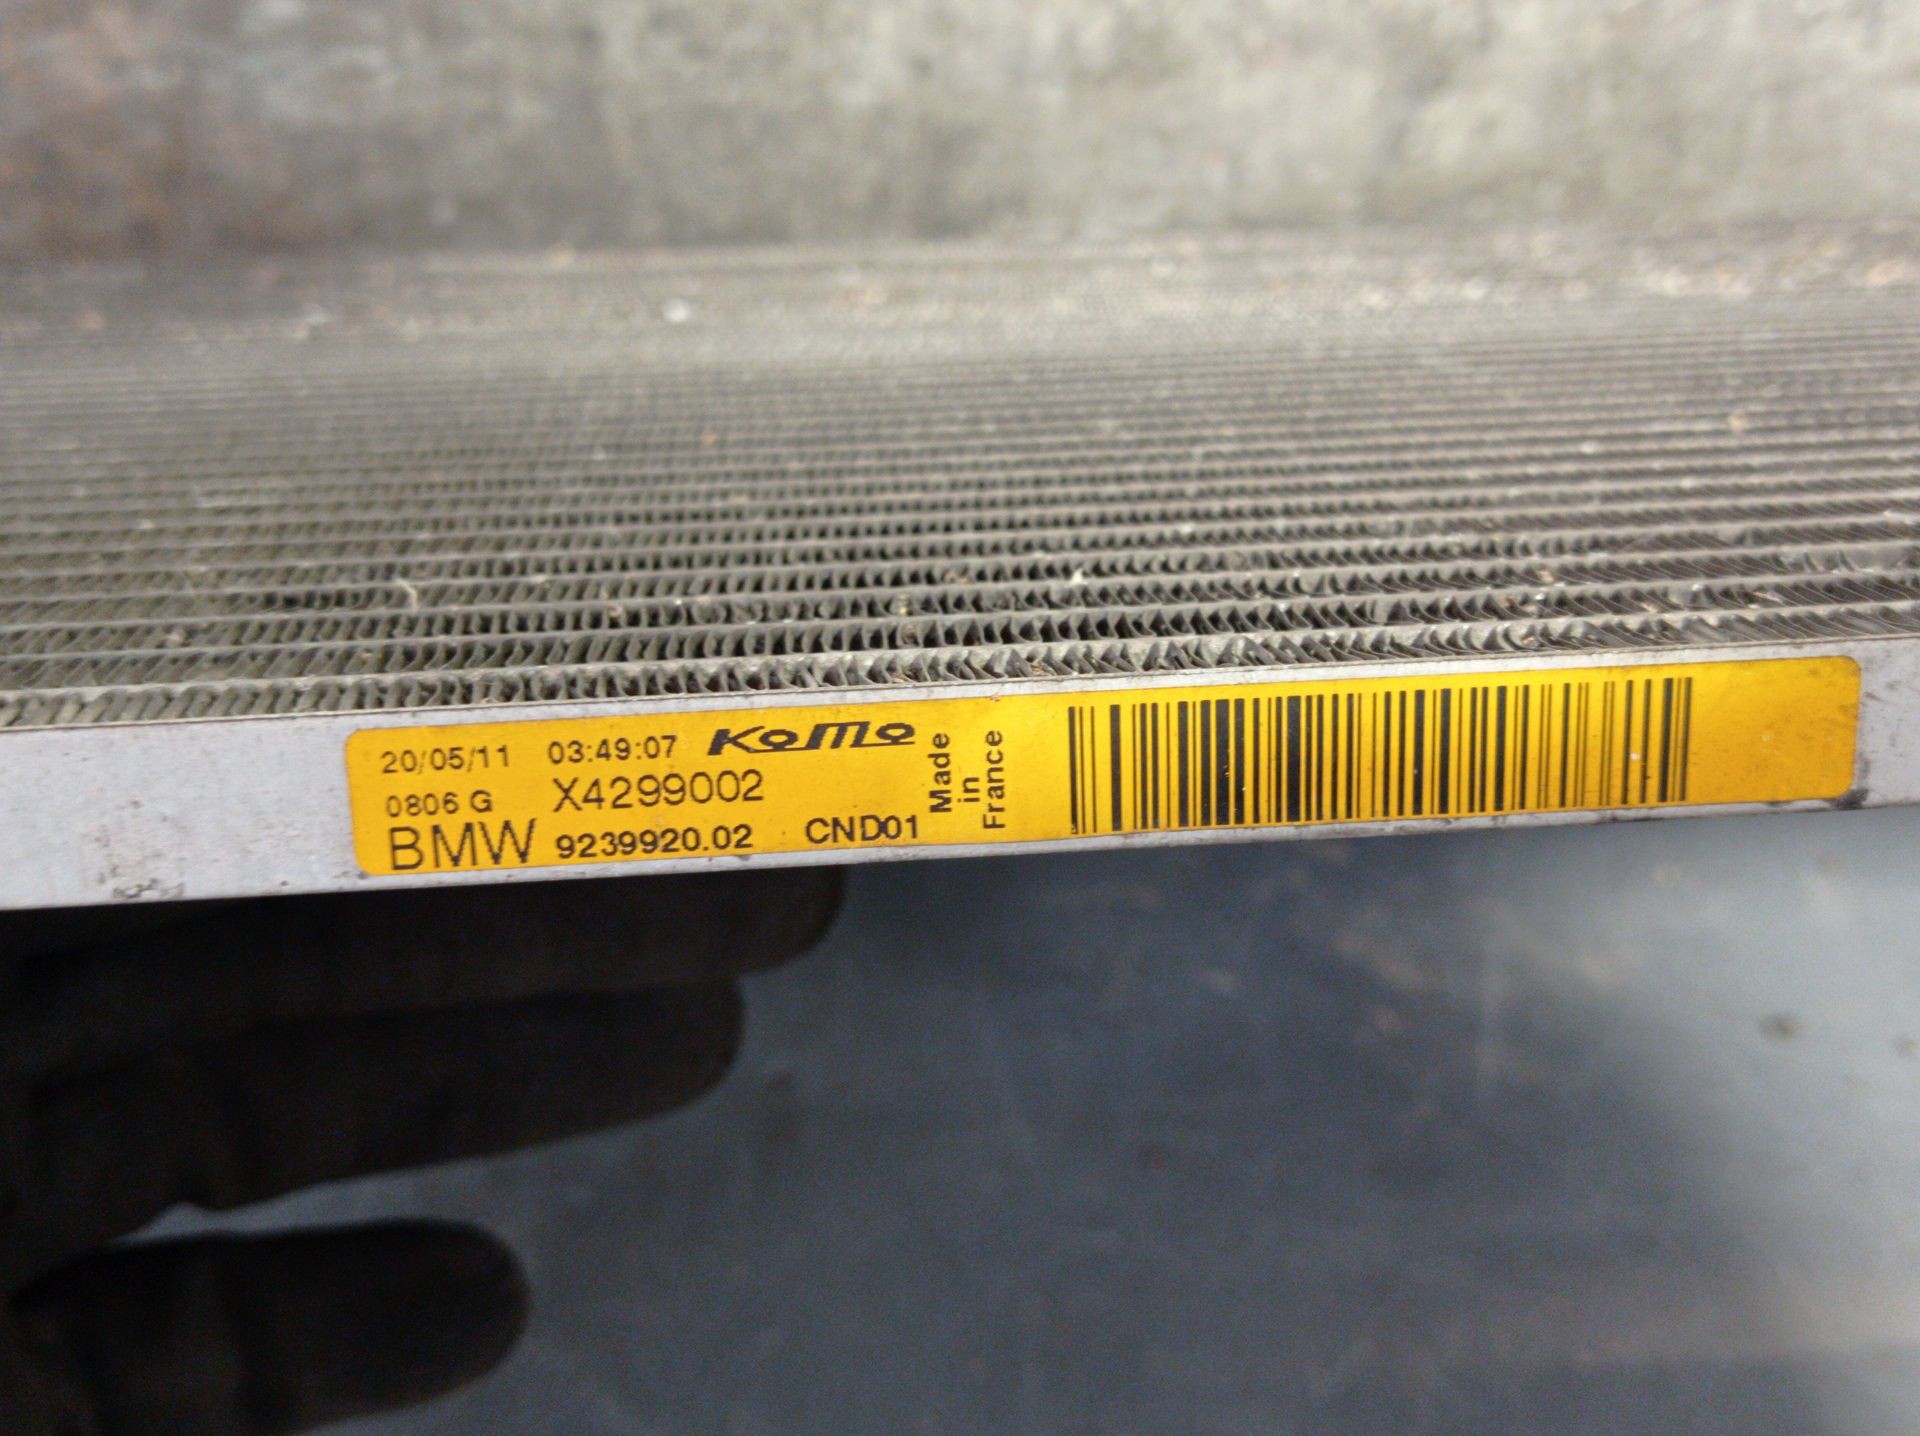 20/05/11 03:49:07 KoMo
0806 G X4299002
BMW 9239920.02 CND01
Made
in
France